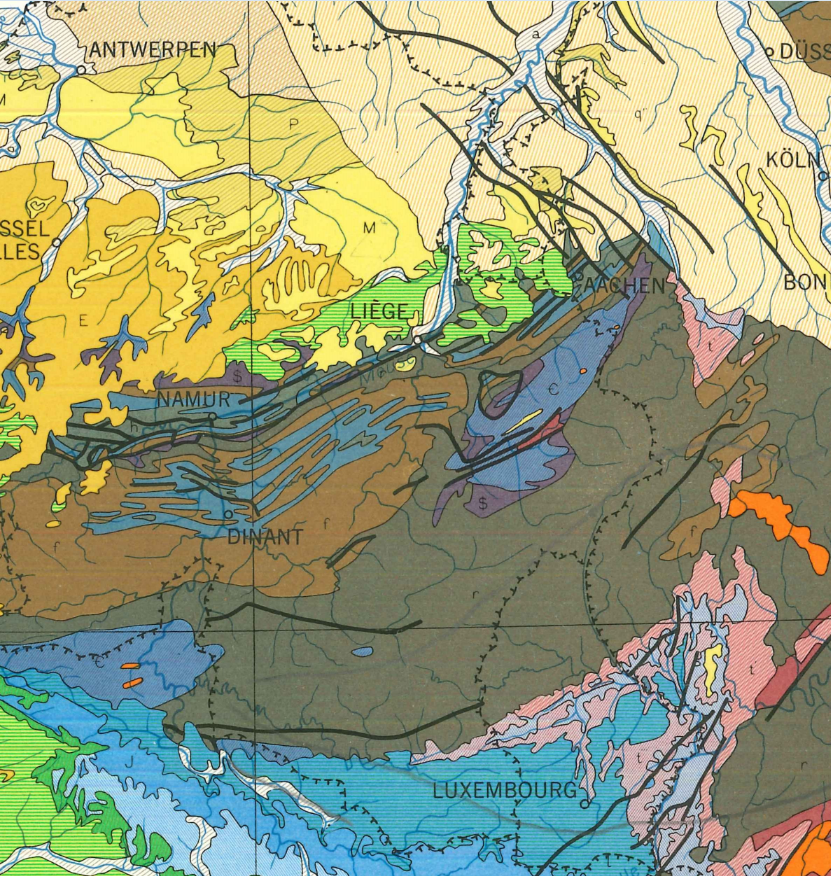 a
ANTWERPEN
DÜSS
M
q
P
KÖLN
M
SSEL
LLES
AACHEN
BON
LIÈGE
E
t
$
€
NAMUR
h
$
f
f
DINANT
f
r
€
t
J
t
r
LUXEMBOURG